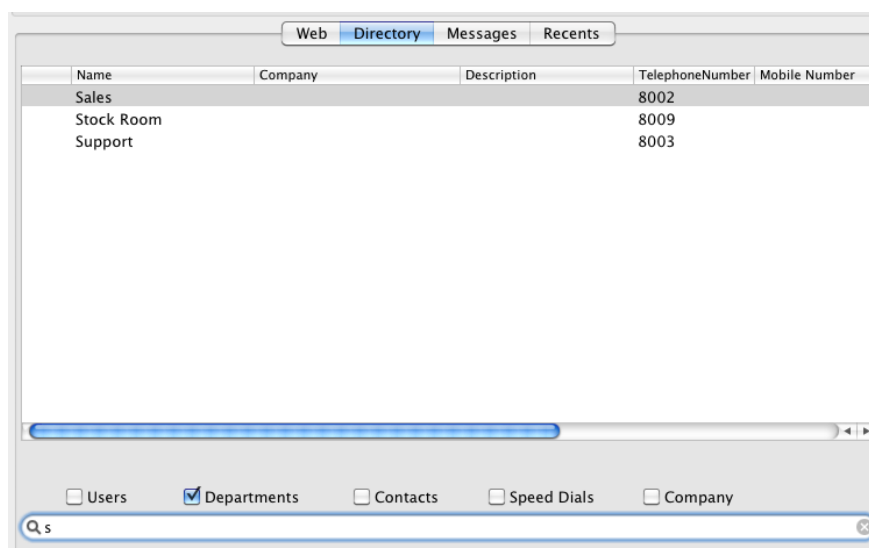 Web Directory Messages Recents
Name Company Description TelephoneNumber Mobile Number
Sales 8002
Stock Room 8009
Support 8003
Users Departments Contacts Speed Dials Company
s